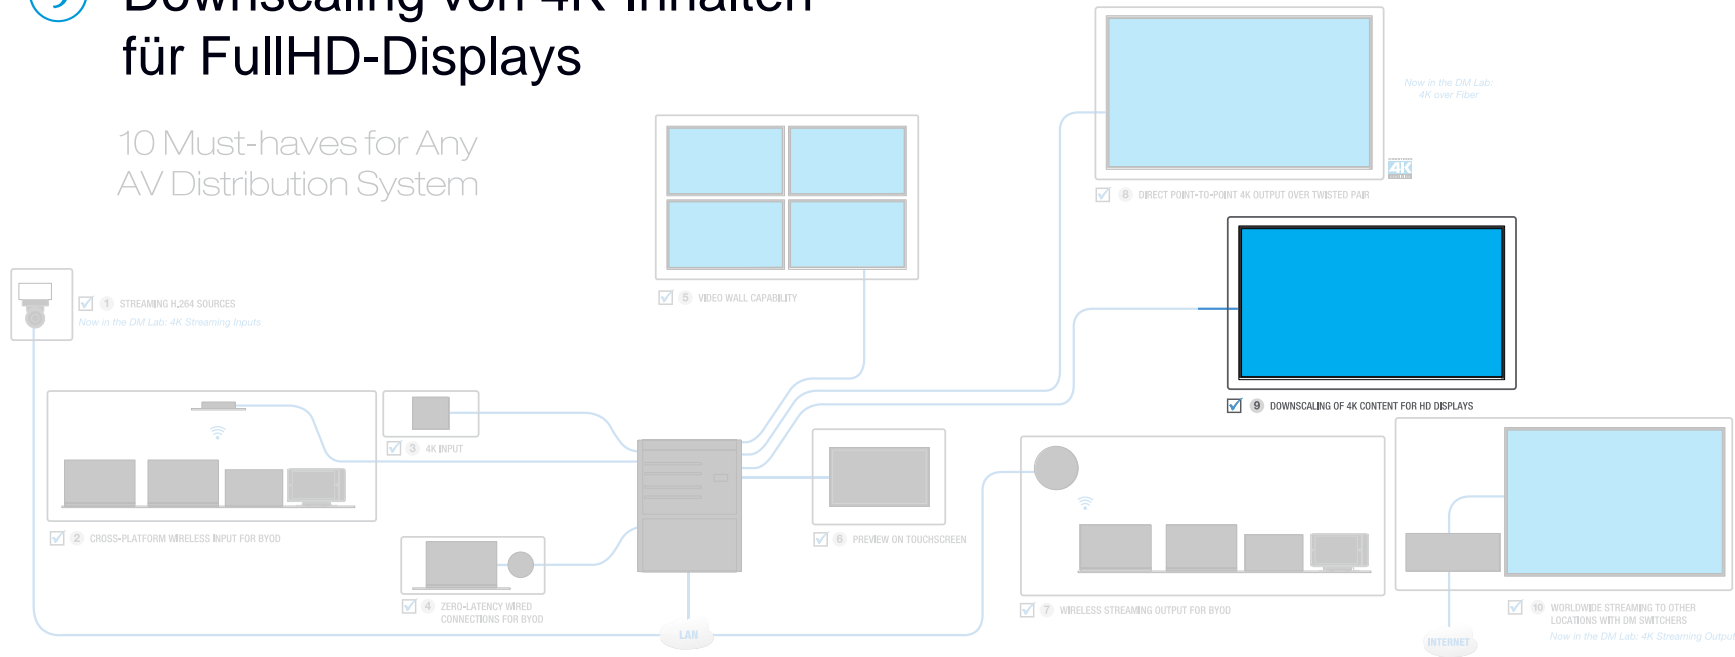 9
Downscaling von 4K-Inhalten
für FullHD-Displays
10 Must-haves for Any
AV Distribution System
1 STREAMING H.264 SOURCES
Now in the DM Lab: 4K Streaming Inputs
2 CROSS-PLATFORM WIRELESS INPUT FOR BYOD
3 4K INPUT
4 ZERO-LATENCY WIRED
CONNECTIONS FOR BYOD
5 VIDEO WALL CAPABILITY
6 PREVIEW ON TOUCHSCREEN
LAN
Now in the DM Lab:
4K over Fiber
4K
8 DIRECT POINT-TO-POINT 4K OUTPUT OVER TWISTED PAIR
9 DOWNSCALING OF 4K CONTENT FOR HD DISPLAYS
7 WIRELESS STREAMING OUTPUT FOR BYOD
10 WORLDWIDE STREAMING TO OTHER
LOCATIONS WITH DM SWITCHERS
Now in the DM Lab: 4K Streaming Output
INTERNET